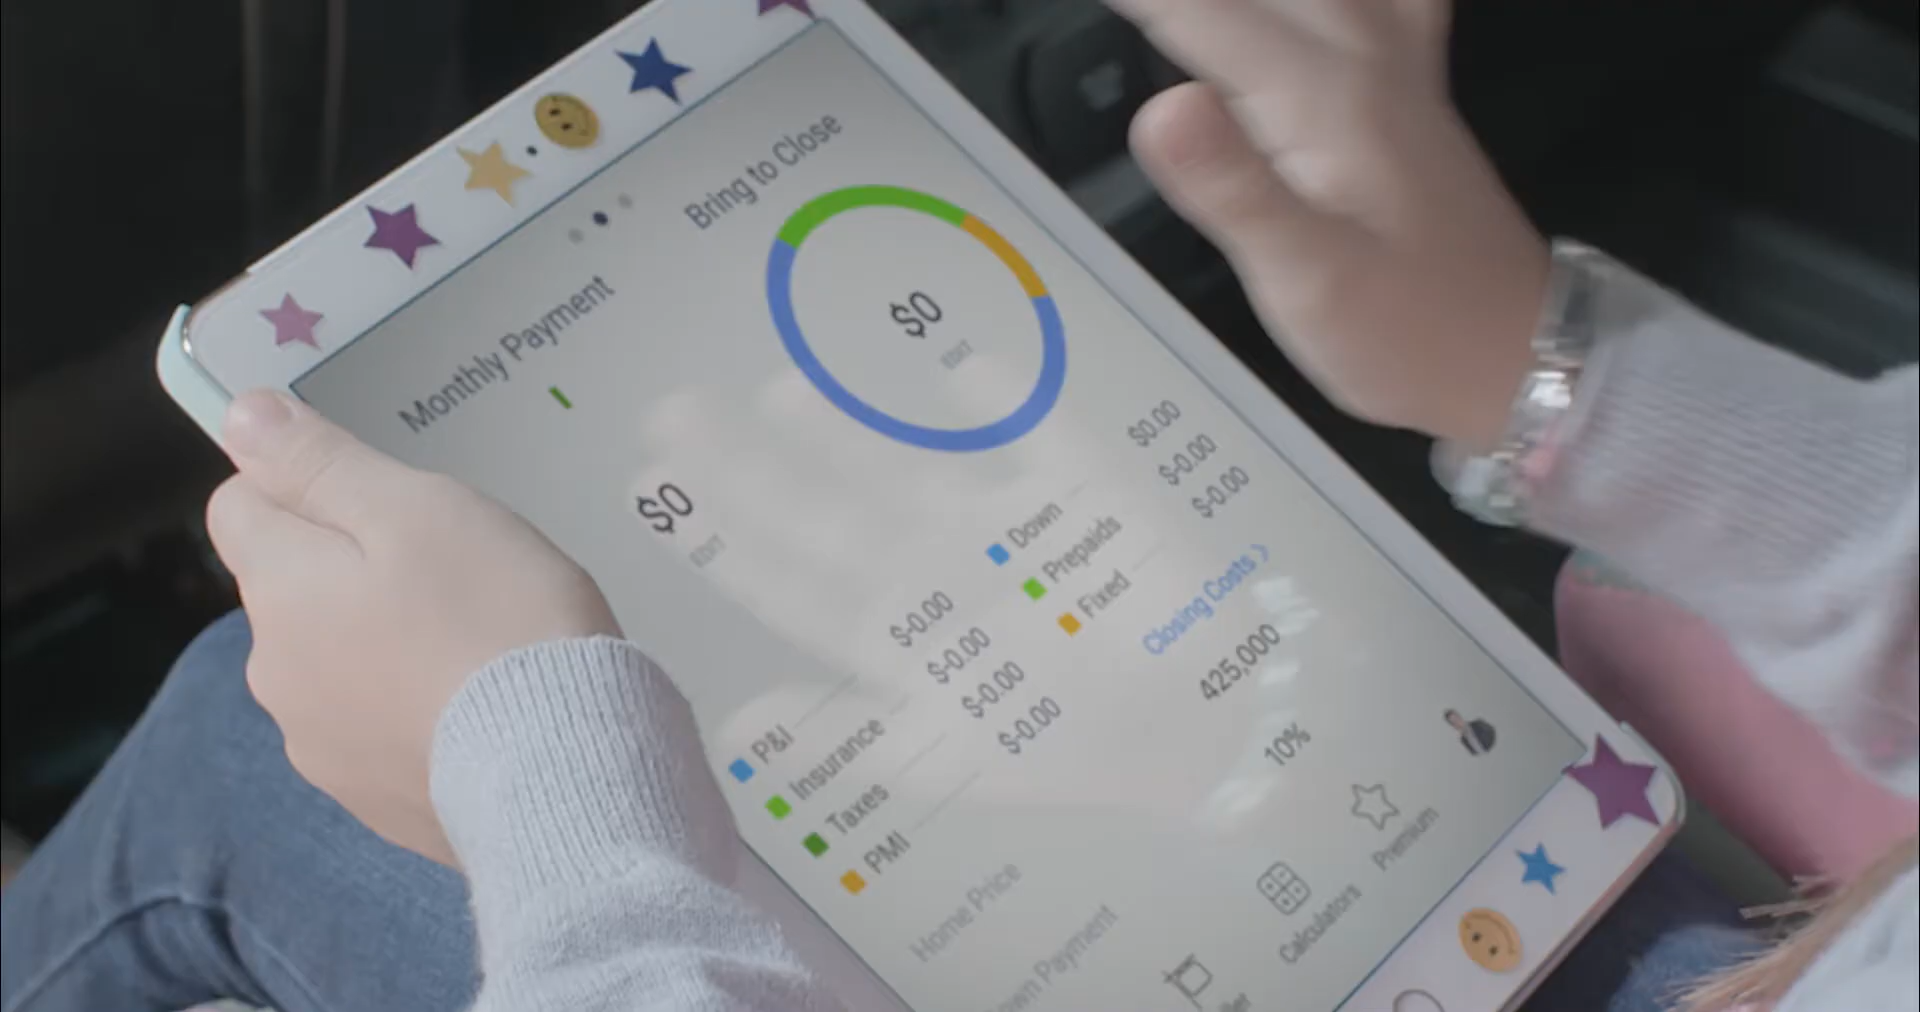 Monthly Payment
$0
EDIT
P&I $-0.00
Insurance $-0.00
Taxes $-0.00
PMI $-0.00
Bring to Close
$0
EDIT
Down $0.00
Prepaids $-0.00
Fixed $-0.00
Closing Costs >
Home Price 425,000
Payment 10%
Calculators
Premium